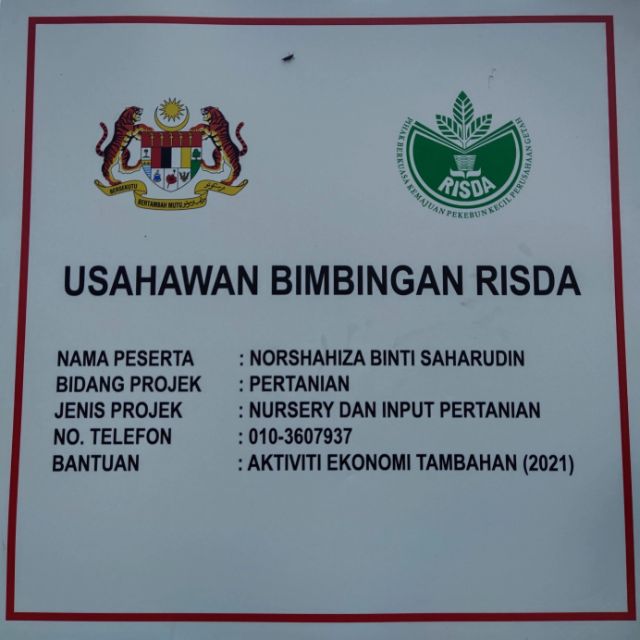 BERSEKUTU BERTAMBAH MUTU
PIHAK BERKUASA KEMAJUAN PEKEBUN KECIL PERUSAHAAN GETAH
RISDA
USAHAWAN BIMBINGAN RISDA
NAMA PESERTA : NORSHAHIZA BINTI SAHARUDIN
BIDANG PROJEK : PERTANIAN
JENIS PROJEK : NURSERY DAN INPUT PERTANIAN
NO. TELEFON : 010-3607937
BANTUAN : AKTIVITI EKONOMI TAMBAHAN (2021)